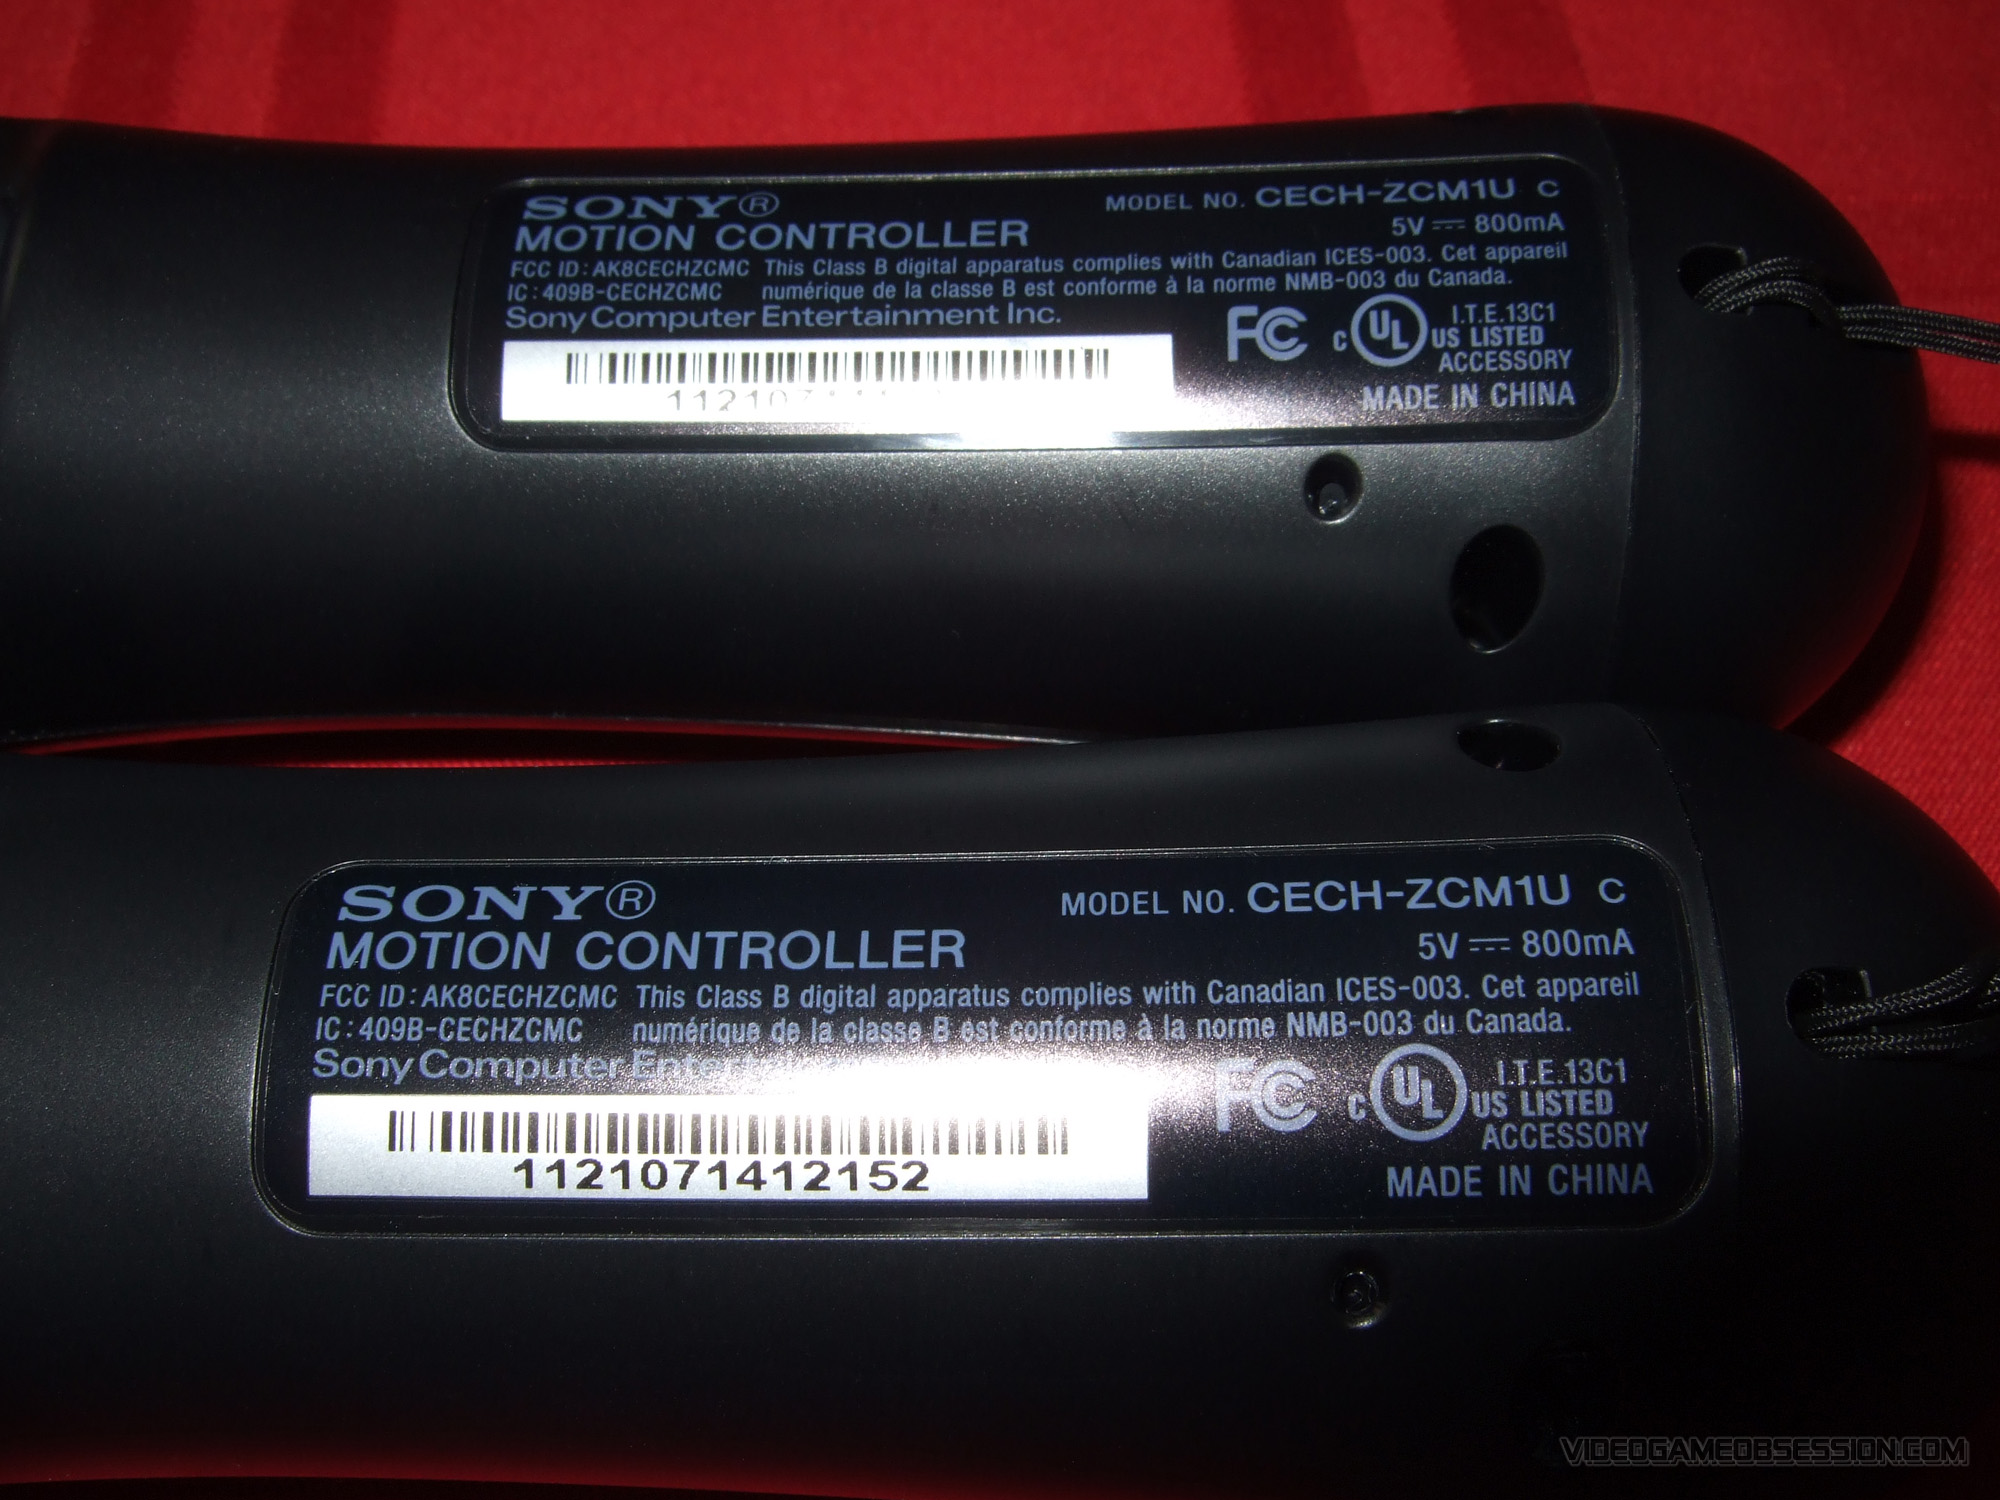 SONY®
MODEL NO. CECH-ZCM1U C
MOTION CONTROLLER
5V ⎓ 800mA
FCC ID: AK8CECHZCMC This Class B digital apparatus complies with Canadian ICES-003. Cet appareil
IC: 409B-CECHZCMC numérique de la classe B est conforme à la norme NMB-003 du Canada.
Sony Computer Entertainment Inc.
FC
c UL US LISTED
I.T.E.13C1
ACCESSORY
MADE IN CHINA
SONY®
MODEL NO. CECH-ZCM1U C
MOTION CONTROLLER
5V ⎓ 800mA
FCC ID: AK8CECHZCMC This Class B digital apparatus complies with Canadian ICES-003. Cet appareil
IC: 409B-CECHZCMC numérique de la classe B est conforme à la norme NMB-003 du Canada.
Sony Computer
FC
c UL US LISTED
I.T.E.13C1
ACCESSORY
1121071412152
MADE IN CHINA
VIDEOGAMEOBSESSION.COM